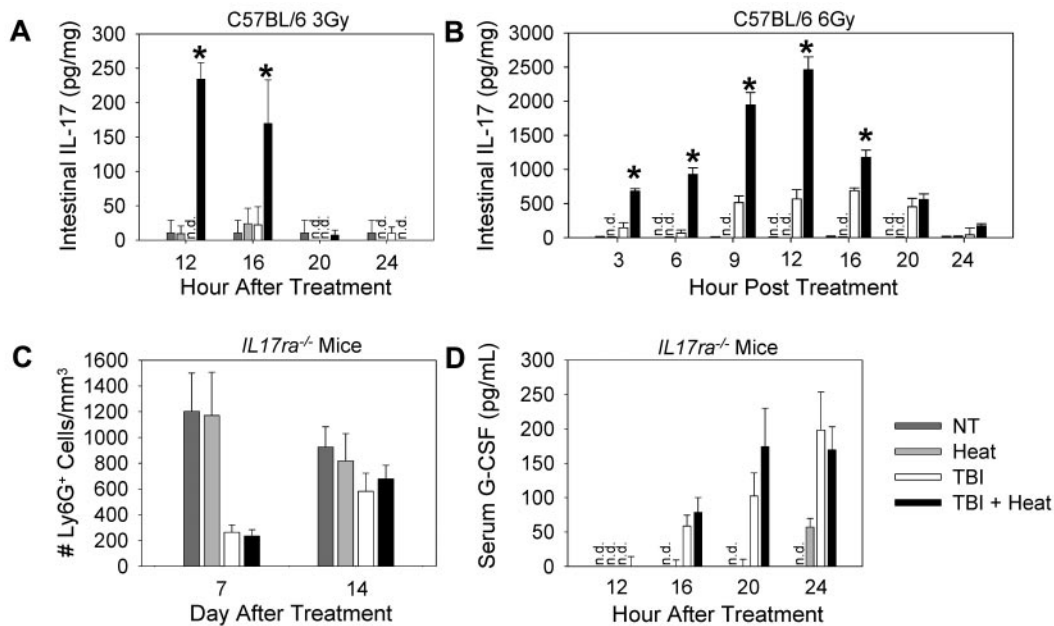 A
C57BL/6 3Gy
Intestinal IL-17 (pg/mg)
300
250
200
150
100
50
0
*
*
n.d.
n.d.
n.d.
n.d.
n.d.
12
16
20
24
Hour After Treatment
B
C57BL/6 6Gy
Intestinal IL-17 (pg/mg)
3000
2500
2000
1500
1000
500
0
*
*
*
*
*
n.d.
n.d.
n.d.
n.d.
n.d.
n.d.
n.d.
3
6
9
12
16
20
24
Hour Post Treatment
C
IL17ra-/- Mice
# Ly6G+ Cells/mm³
1600
1400
1200
1000
800
600
400
200
0
7
14
Day After Treatment
D
IL17ra-/- Mice
Serum G-CSF (pg/mL)
300
250
200
150
100
50
0
n.d.
n.d.
n.d.
n.d.
n.d.
n.d.
12
16
20
24
Hour After Treatment
NT
Heat
TBI
TBI + Heat